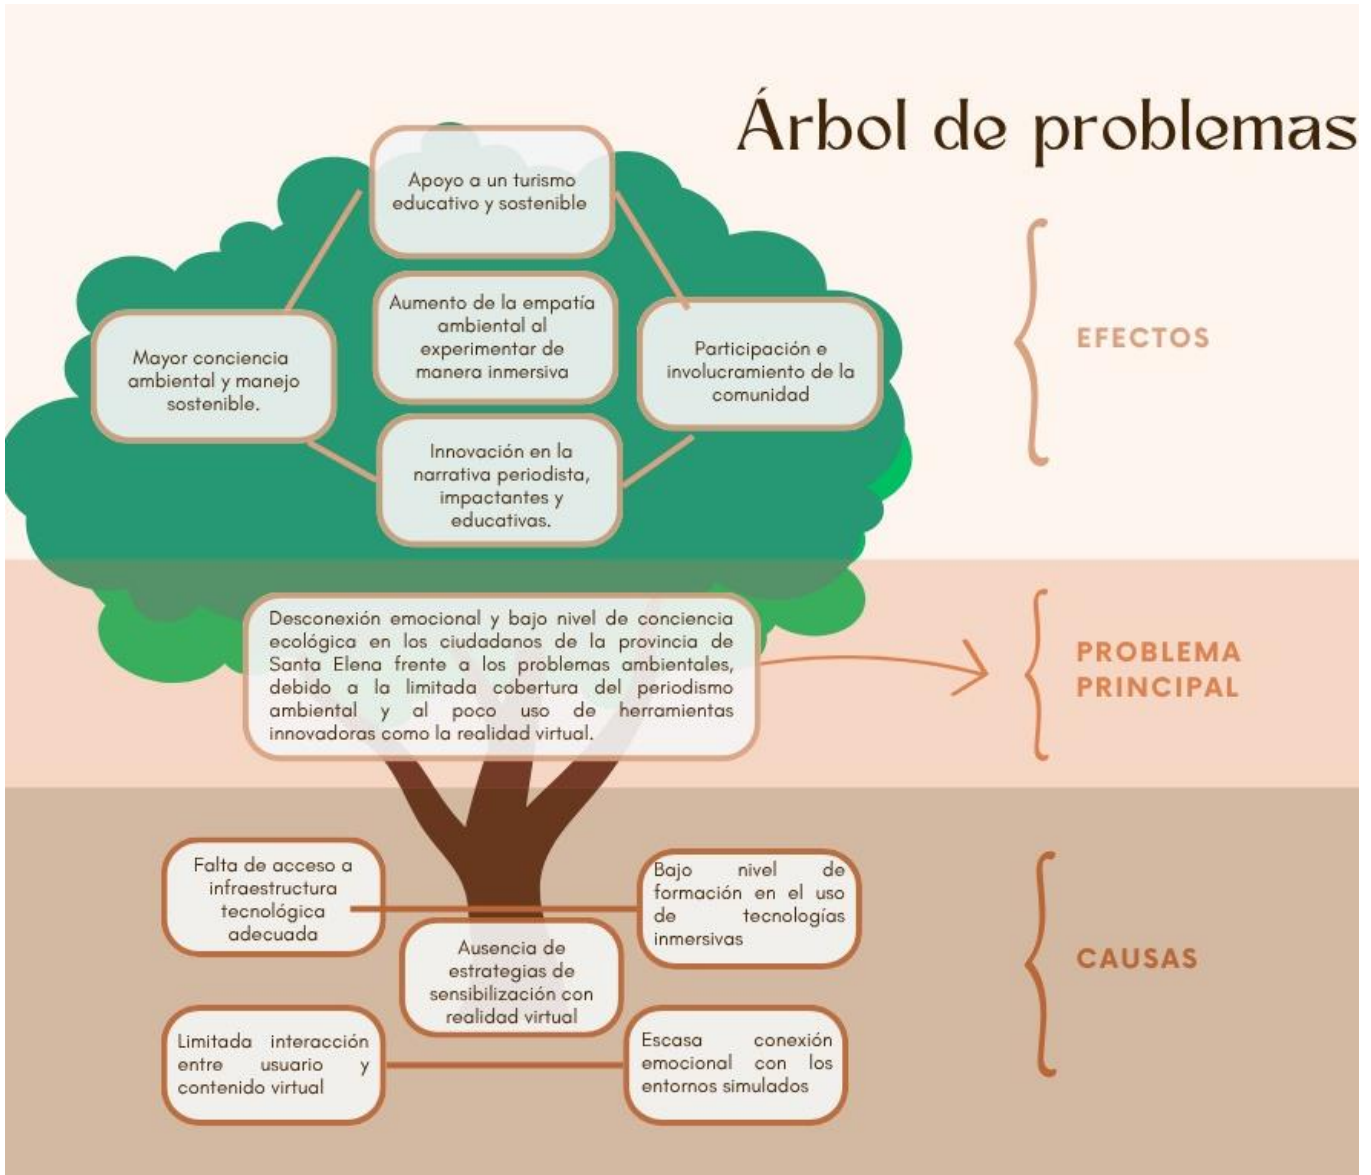 Árbol de problemas
Apoyo a un turismo
educativo y sostenible
Aumento de la empatía
ambiental al
experimentar de
manera inmersiva
Mayor conciencia
ambiental y manejo
sostenible.
Participación e
involucramiento de la
comunidad
Innovación en la
narrativa periodista,
impactantes y
educativas.
EFECTOS
Desconexión emocional y bajo nivel de conciencia
ecológica en los ciudadanos de la provincia de
Santa Elena frente a los problemas ambientales,
debido a la limitada cobertura del periodismo
ambiental y al poco uso de herramientas
innovadoras como la realidad virtual.
PROBLEMA
PRINCIPAL
Falta de acceso a
infraestructura
tecnológica
adecuada
Bajo nivel de
formación en el uso
de tecnologías
inmersivas
Ausencia de
estrategias de
sensibilización con
realidad virtual
Limitada interacción
entre usuario y
contenido virtual
Escasa conexión
emocional con los
entornos simulados
CAUSAS